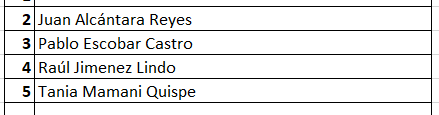 2 Juan Alcántara Reyes
3 Pablo Escobar Castro
4 Raúl Jimenez Lindo
5 Tania Mamani Quispe